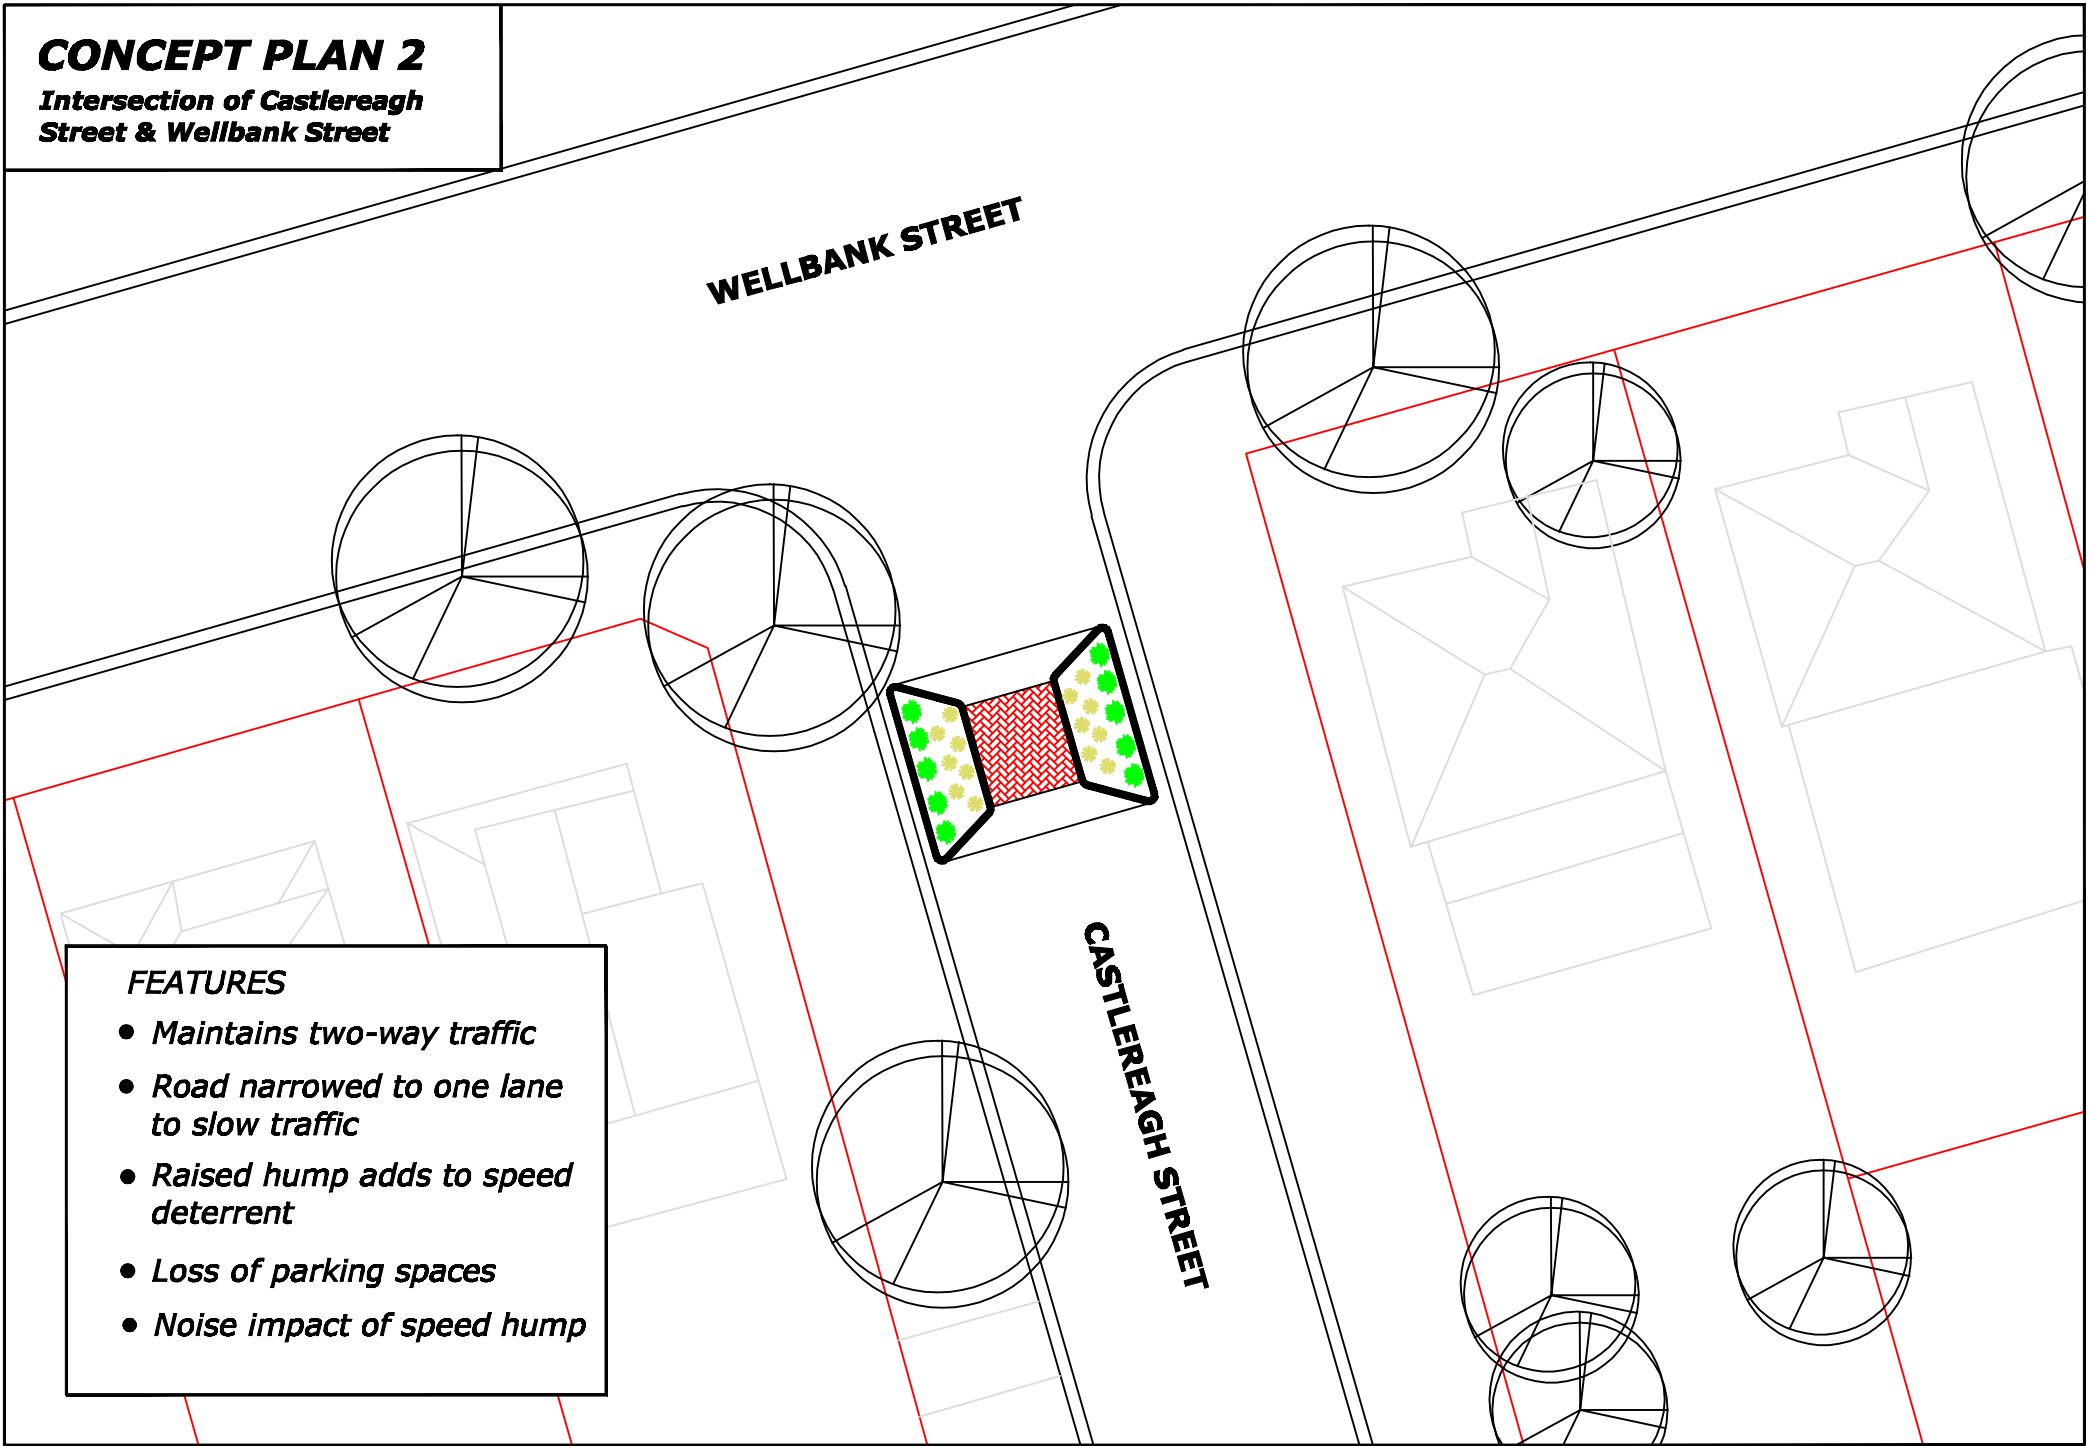 CONCEPT PLAN 2
Intersection of Castlereagh
Street & Wellbank Street
WELLBANK STREET
CASTLEREAGH STREET
FEATURES
● Maintains two-way traffic
● Road narrowed to one lane
to slow traffic
● Raised hump adds to speed
deterrent
● Loss of parking spaces
● Noise impact of speed hump